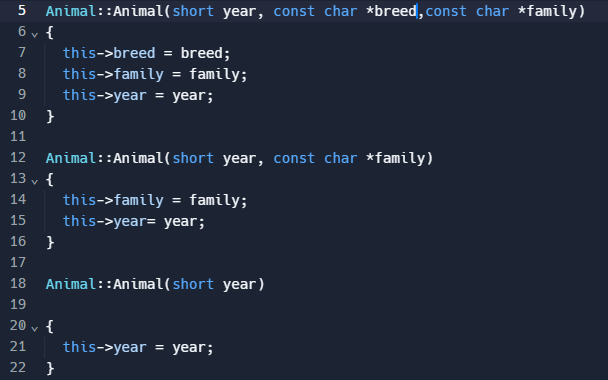 5 Animal::Animal(short year, const char *breed,const char *family)
6 {
7   this->breed = breed;
8   this->family = family;
9   this->year = year;
10 }
11
12 Animal::Animal(short year, const char *family)
13 {
14   this->family = family;
15   this->year= year;
16 }
17
18 Animal::Animal(short year)
19
20 {
21   this->year = year;
22 }